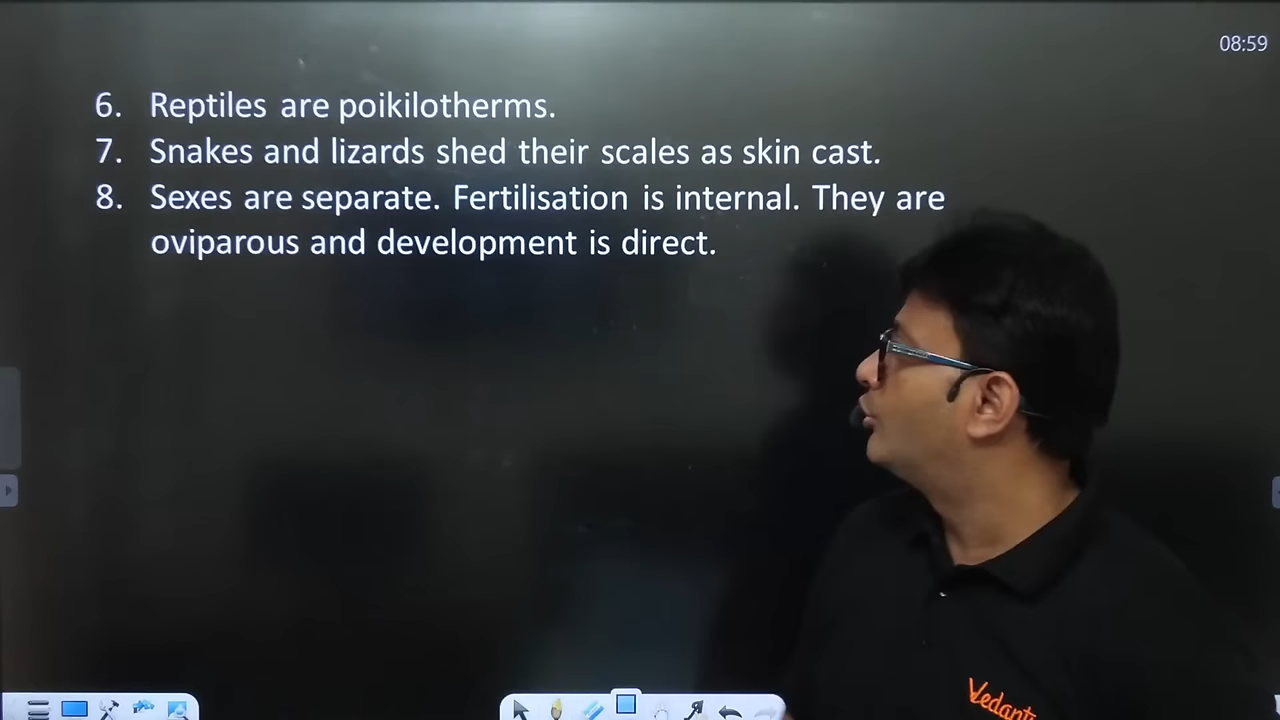 08:59
6. Reptiles are poikilotherms.
7. Snakes and lizards shed their scales as skin cast.
8. Sexes are separate. Fertilisation is internal. They are
oviparous and development is direct.